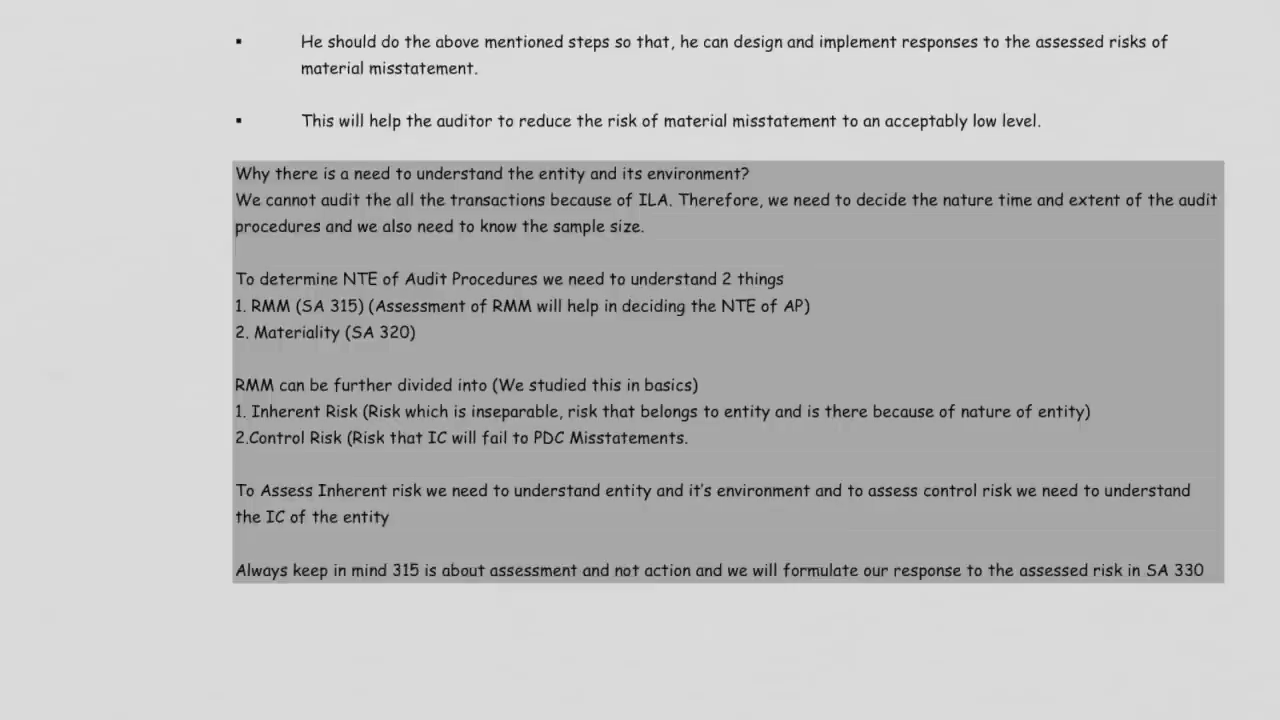 ▪ He should do the above mentioned steps so that, he can design and implement responses to the assessed risks of
material misstatement.
▪ This will help the auditor to reduce the risk of material misstatement to an acceptably low level.
Why there is a need to understand the entity and its environment?
We cannot audit the all the transactions because of ILA. Therefore, we need to decide the nature time and extent of the audit
procedures and we also need to know the sample size.
To determine NTE of Audit Procedures we need to understand 2 things
1. RMM (SA 315) (Assessment of RMM will help in deciding the NTE of AP)
2. Materiality (SA 320)
RMM can be further divided into (We studied this in basics)
1. Inherent Risk (Risk which is inseparable, risk that belongs to entity and is there because of nature of entity)
2.Control Risk (Risk that IC will fail to PDC Misstatements.
To Assess Inherent risk we need to understand entity and it's environment and to assess control risk we need to understand
the IC of the entity
Always keep in mind 315 is about assessment and not action and we will formulate our response to the assessed risk in SA 330